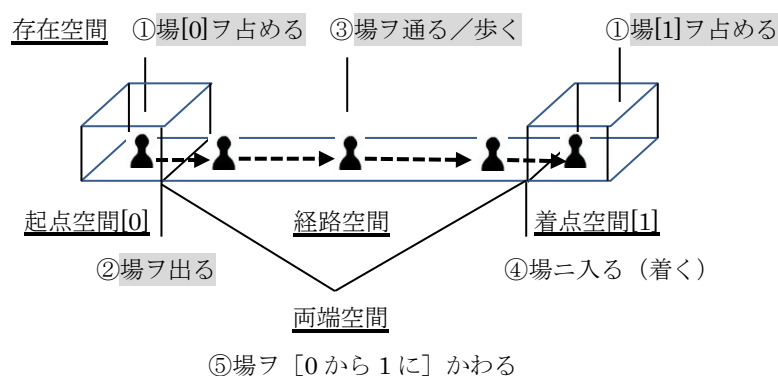 存在空間 ①場[0]ヲ占める ③場ヲ通る／歩く ①場[1]ヲ占める
起点空間[0] 経路空間 着点空間[1]
②場ヲ出る ④場ニ入る（着く）
両端空間
⑤場ヲ［0 から 1 に］かわる